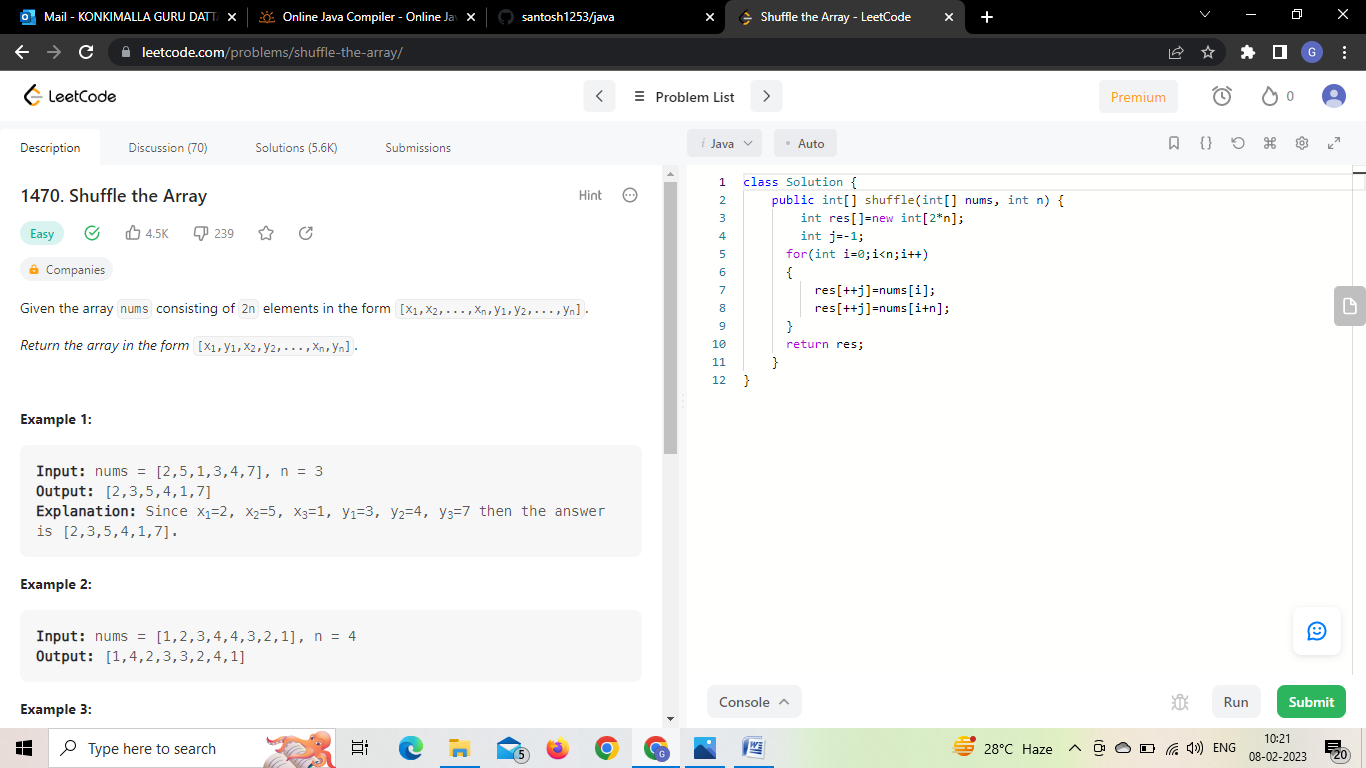 Mail - KONKIMALLA GURU DATT
Online Java Compiler - Online Jav
santosh1253/java
Shuffle the Array - LeetCode
leetcode.com/problems/shuffle-the-array/
G
LeetCode
Problem List
Premium
0
Description
Discussion (70)
Solutions (5.6K)
Submissions
i Java
Auto
1470. Shuffle the Array
Hint
Easy
4.5K
239
Companies
Given the array nums consisting of 2n elements in the form [x₁,x₂,...,xₙ,y₁,y₂,...,yₙ].
Return the array in the form [x₁,y₁,x₂,y₂,...,xₙ,yₙ].
Example 1:
Input: nums = [2,5,1,3,4,7], n = 3
Output: [2,3,5,4,1,7]
Explanation: Since x₁=2, x₂=5, x₃=1, y₁=3, y₂=4, y₃=7 then the answer
is [2,3,5,4,1,7].
Example 2:
Input: nums = [1,2,3,4,4,3,2,1], n = 4
Output: [1,4,2,3,3,2,4,1]
Example 3:
1 class Solution {
2 public int[] shuffle(int[] nums, int n) {
3 int res[]=new int[2*n];
4 int j=-1;
5 for(int i=0;i<n;i++)
6 {
7 res[++j]=nums[i];
8 res[++j]=nums[i+n];
9 }
10 return res;
11 }
12 }
Console
Run
Submit
Type here to search
5
G
28°C Haze
ENG
10:21
08-02-2023
20